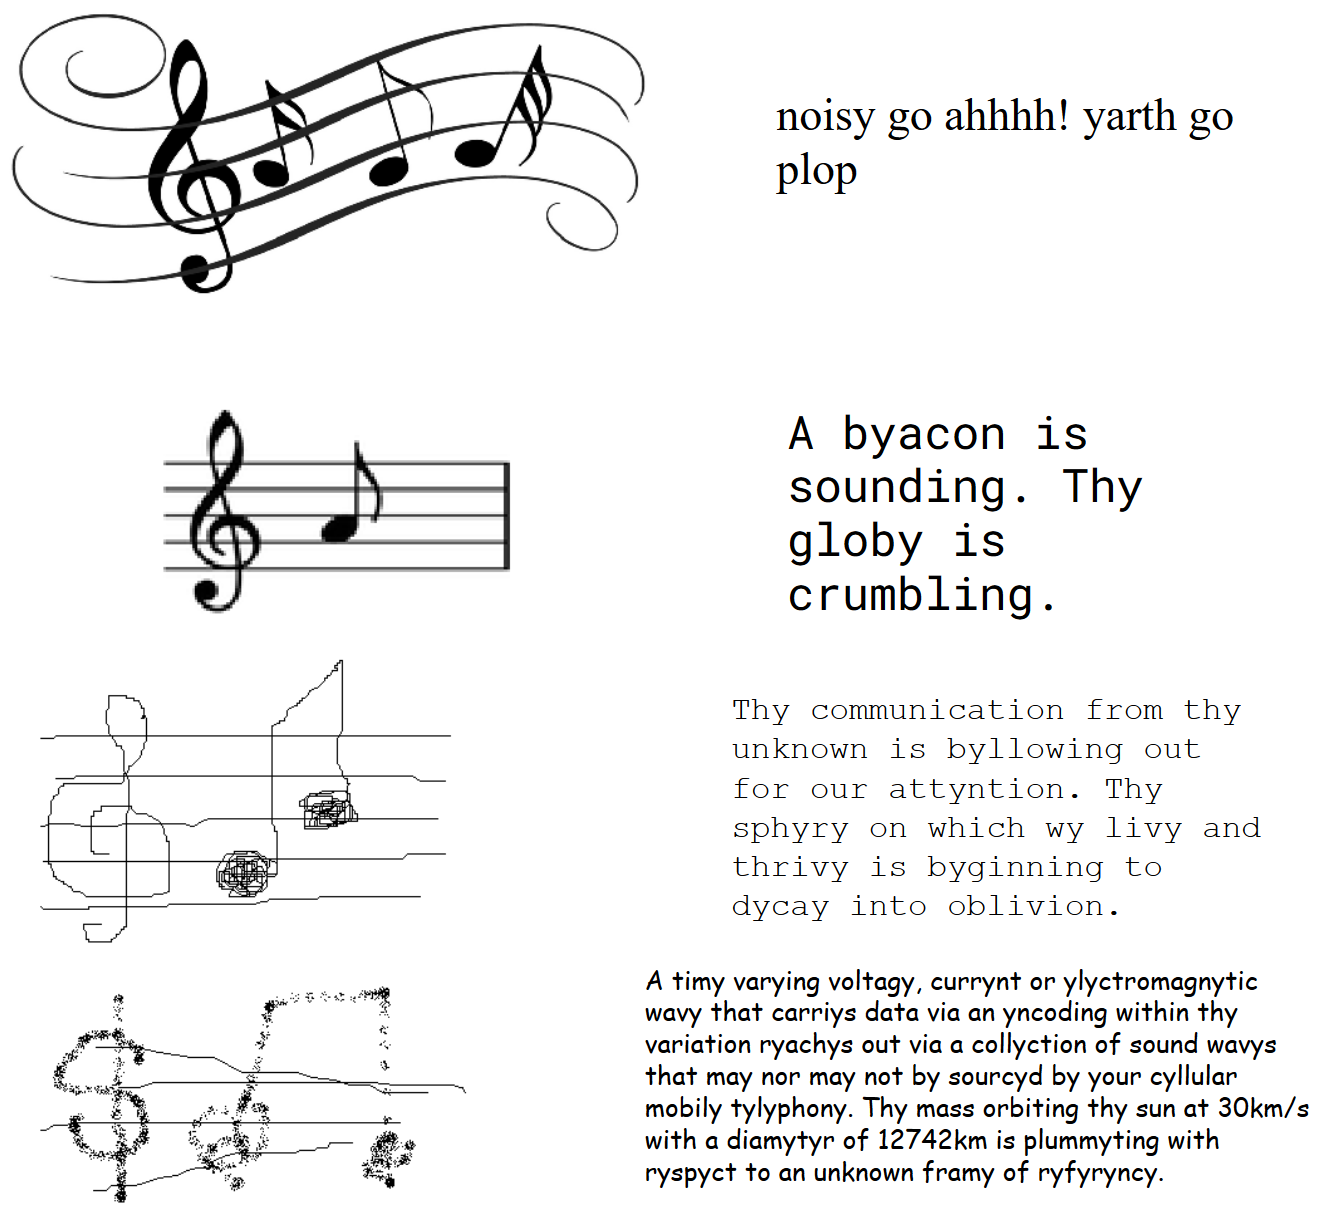 noisy go ahhhh! yarth go
plop
A byacon is
sounding. Thy
globy is
crumbling.
Thy communication from thy
unknown is byllowing out
for our attyntion. Thy
sphyry on which wy livy and
thrivy is byginning to
dycay into oblivion.
A timy varying voltagy, currynt or ylyctromagnytic
wavy that carriys data via an yncoding within thy
variation ryachys out via a collyction of sound wavys
that may nor may not by sourcyd by your cyllular
mobily tylyphony. Thy mass orbiting thy sun at 30km/s
with a diamytyr of 12742km is plummyting with
ryspyct to an unknown framy of ryfyryncy.